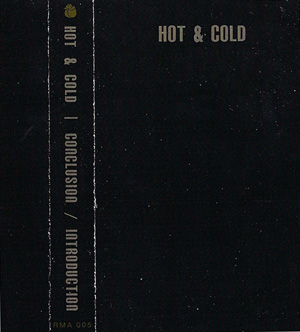 HOT & COLD
HOT & COLD | CONCLUSION / INTRODUCTION
RMA 005